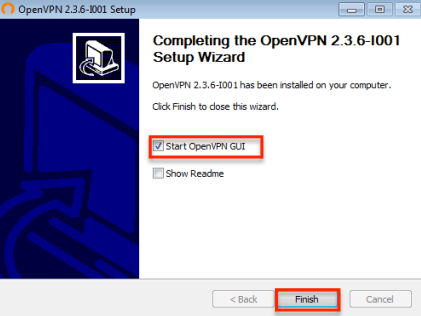 OpenVPN 2.3.6-I001 Setup
Completing the OpenVPN 2.3.6-I001
Setup Wizard
OpenVPN 2.3.6-I001 has been installed on your computer.
Click Finish to close this wizard.
Start OpenVPN GUI
Show Readme
< Back
Finish
Cancel